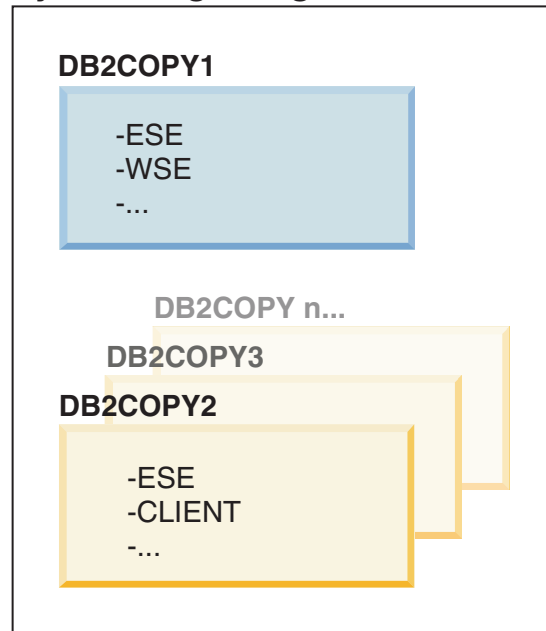 DB2COPY1
-ESE
-WSE
-...
DB2COPY n...
DB2COPY3
DB2COPY2
-ESE
-CLIENT
-...